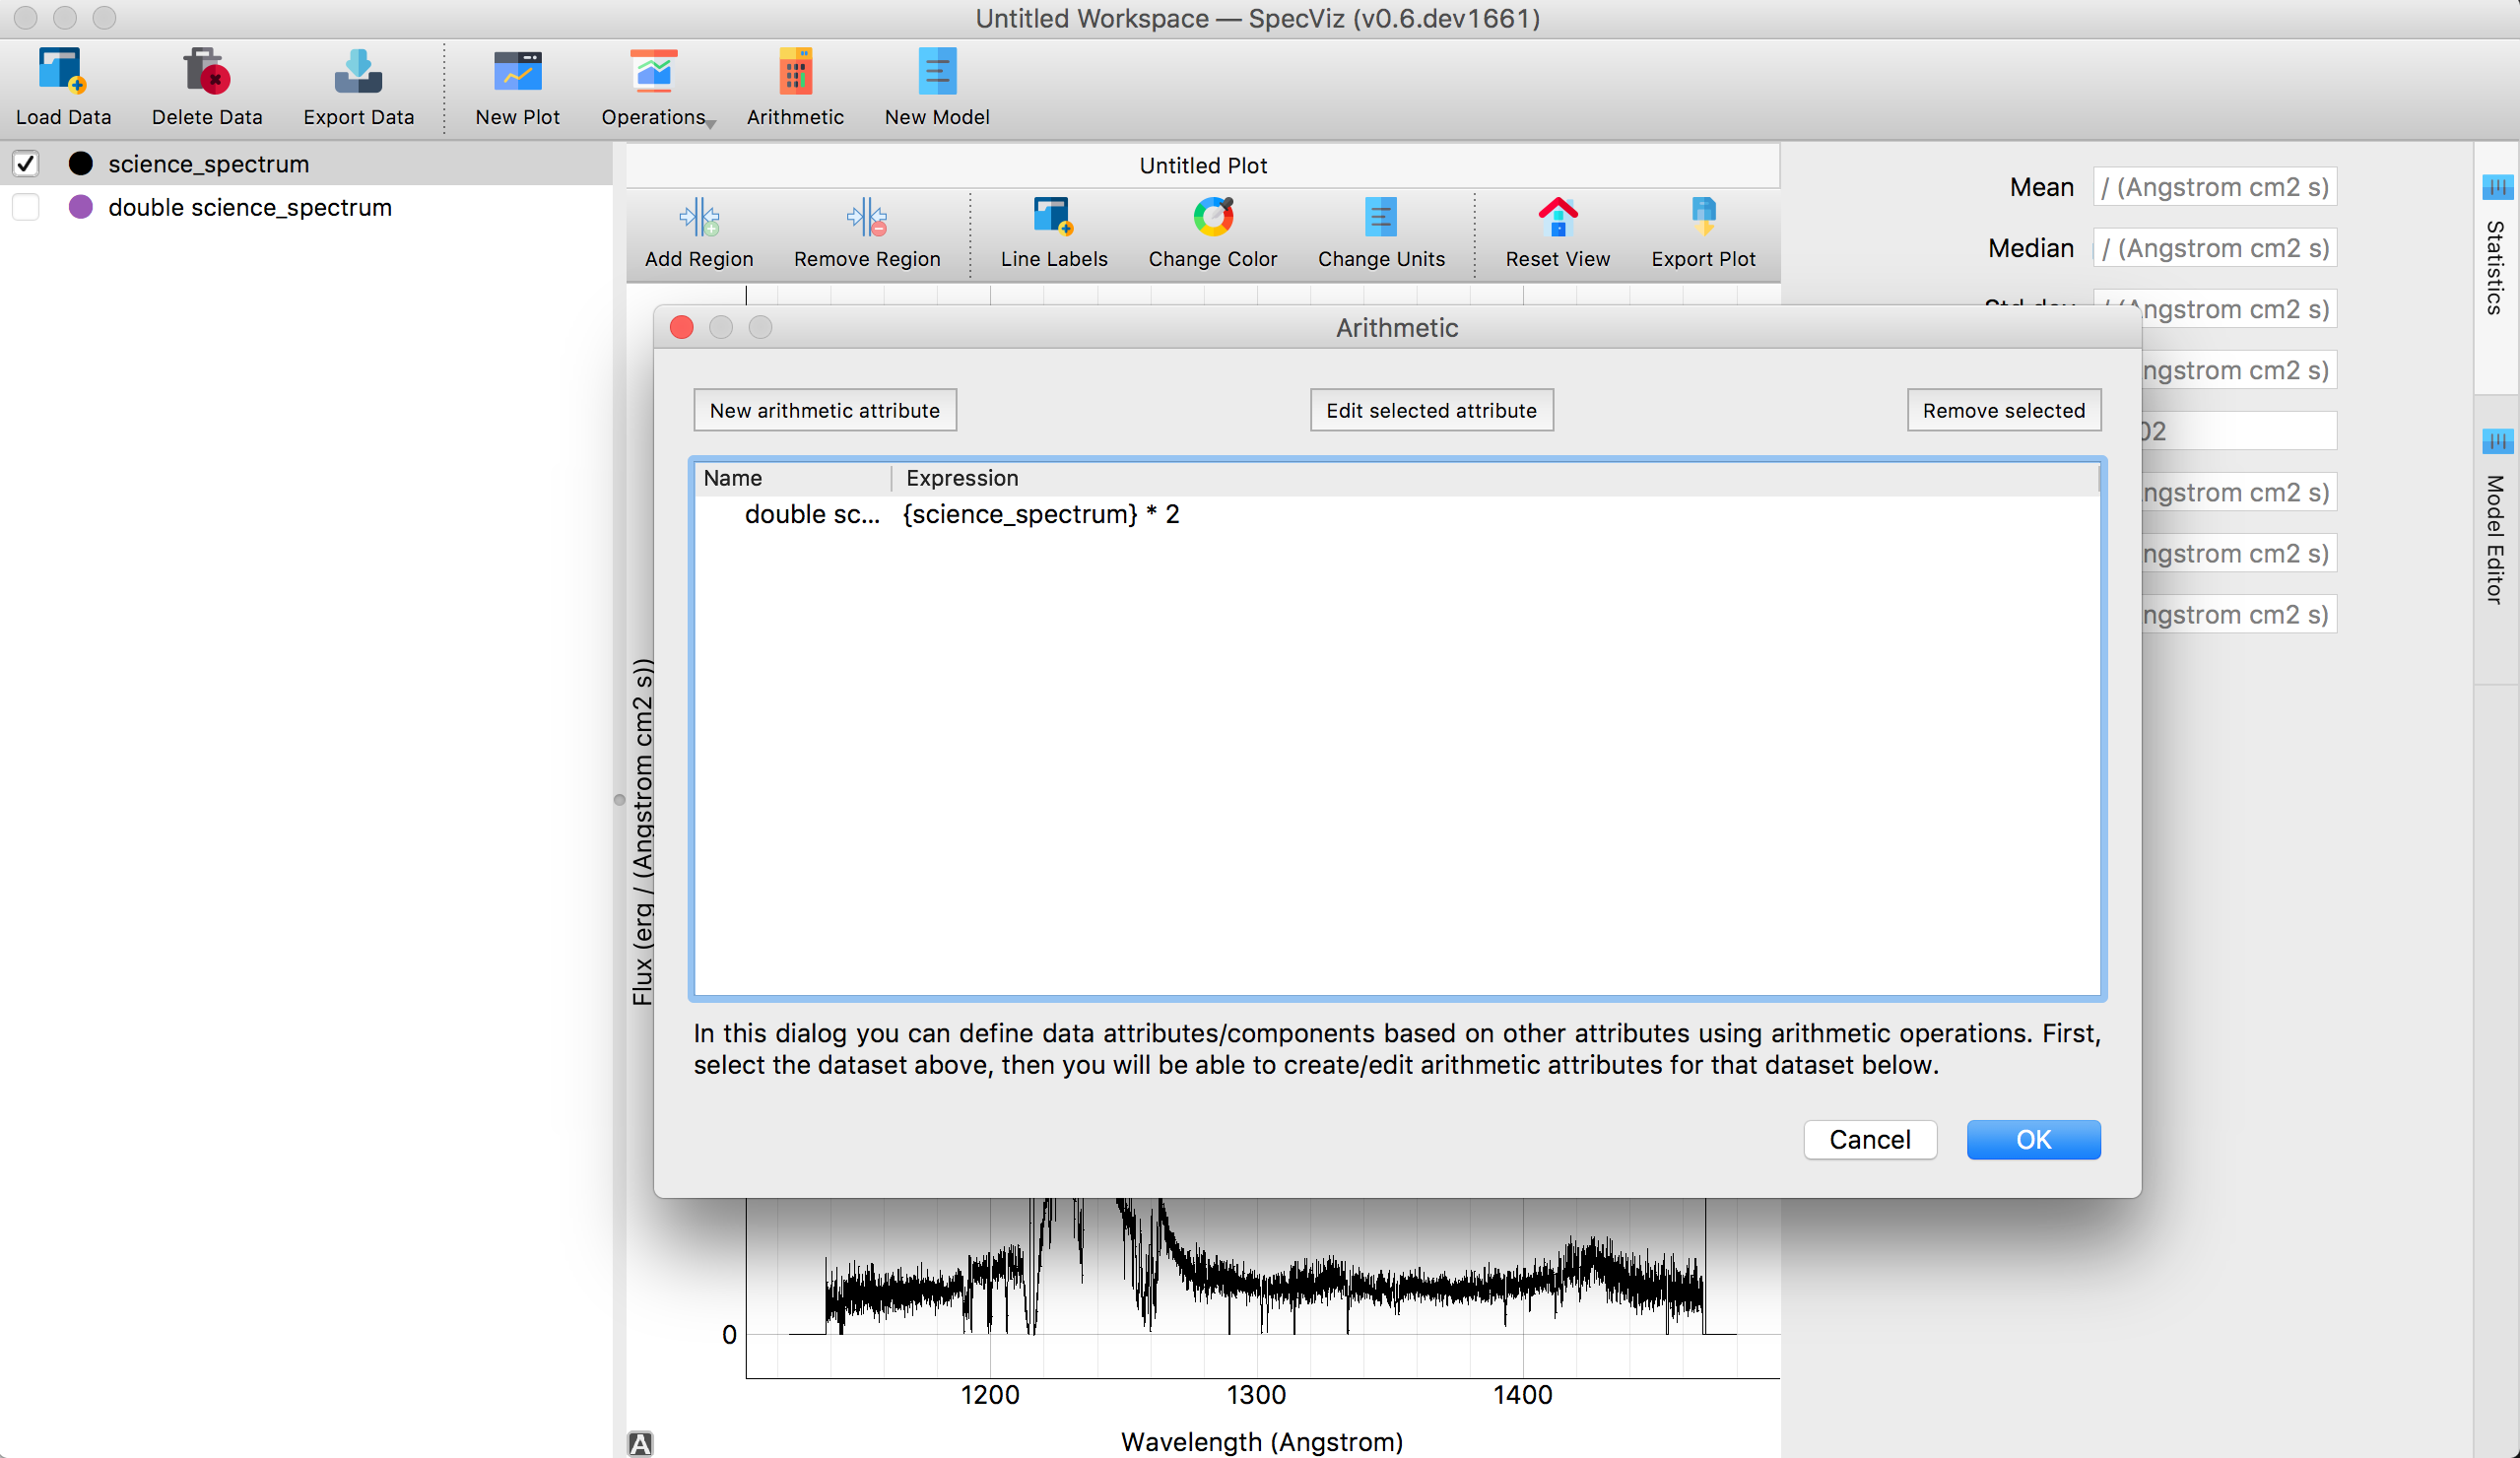 Untitled Workspace — SpecViz (v0.6.dev1661)
Load Data
Delete Data
Export Data
New Plot
Operations
Arithmetic
New Model
science_spectrum
double science_spectrum
Untitled Plot
Add Region
Remove Region
Line Labels
Change Color
Change Units
Reset View
Export Plot
Mean / (Angstrom cm2 s)
Median / (Angstrom cm2 s)
ngstrom cm2 s)
ngstrom cm2 s)
02
ngstrom cm2 s)
ngstrom cm2 s)
ngstrom cm2 s)
Statistics
Model Editor
Arithmetic
New arithmetic attribute
Edit selected attribute
Remove selected
Name Expression
double sc... {science_spectrum} * 2
In this dialog you can define data attributes/components based on other attributes using arithmetic operations. First,
select the dataset above, then you will be able to create/edit arithmetic attributes for that dataset below.
Cancel
OK
Flux (erg / (Angstrom cm2 s))
0
1200 1300 1400
Wavelength (Angstrom)
A